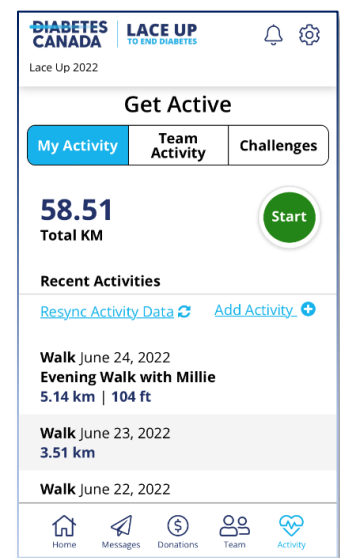 DIABETES
CANADA
LACE UP
TO END DIABETES
Lace Up 2022
Get Active
My Activity
Team
Activity
Challenges
58.51
Total KM
Start
Recent Activities
Resync Activity Data
Add Activity
Walk June 24, 2022
Evening Walk with Millie
5.14 km | 104 ft
Walk June 23, 2022
3.51 km
Walk June 22, 2022
Home Messages Donations Team Activity